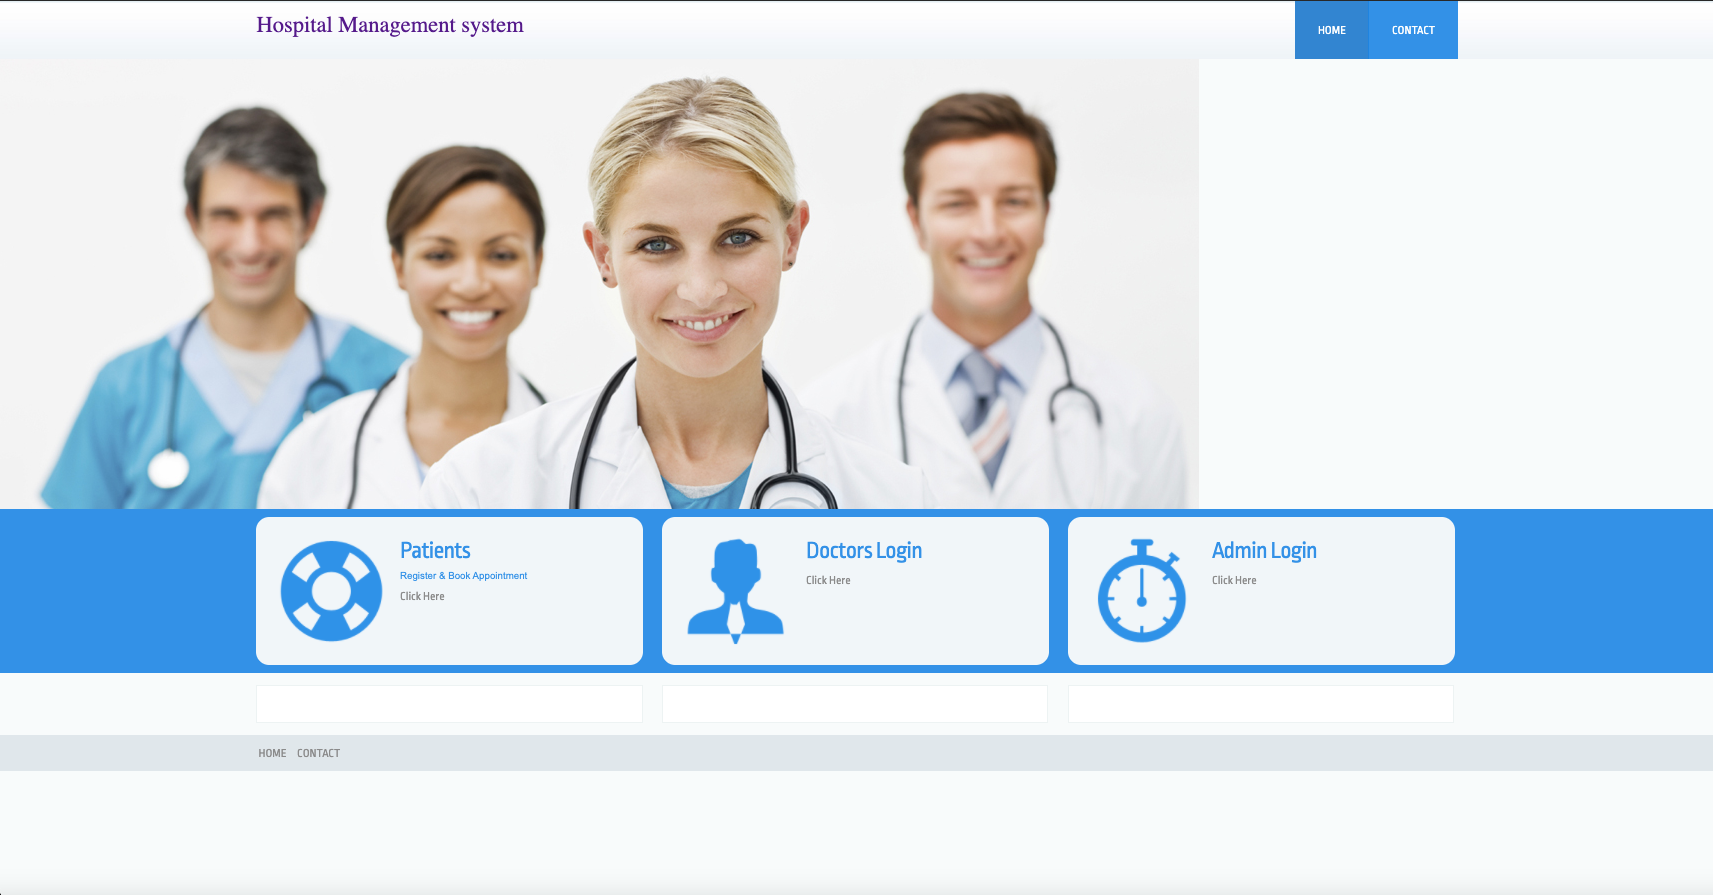 Hospital Management system
HOME
CONTACT
Patients
Register & Book Appointment
Click Here
Doctors Login
Click Here
Admin Login
Click Here
HOME CONTACT